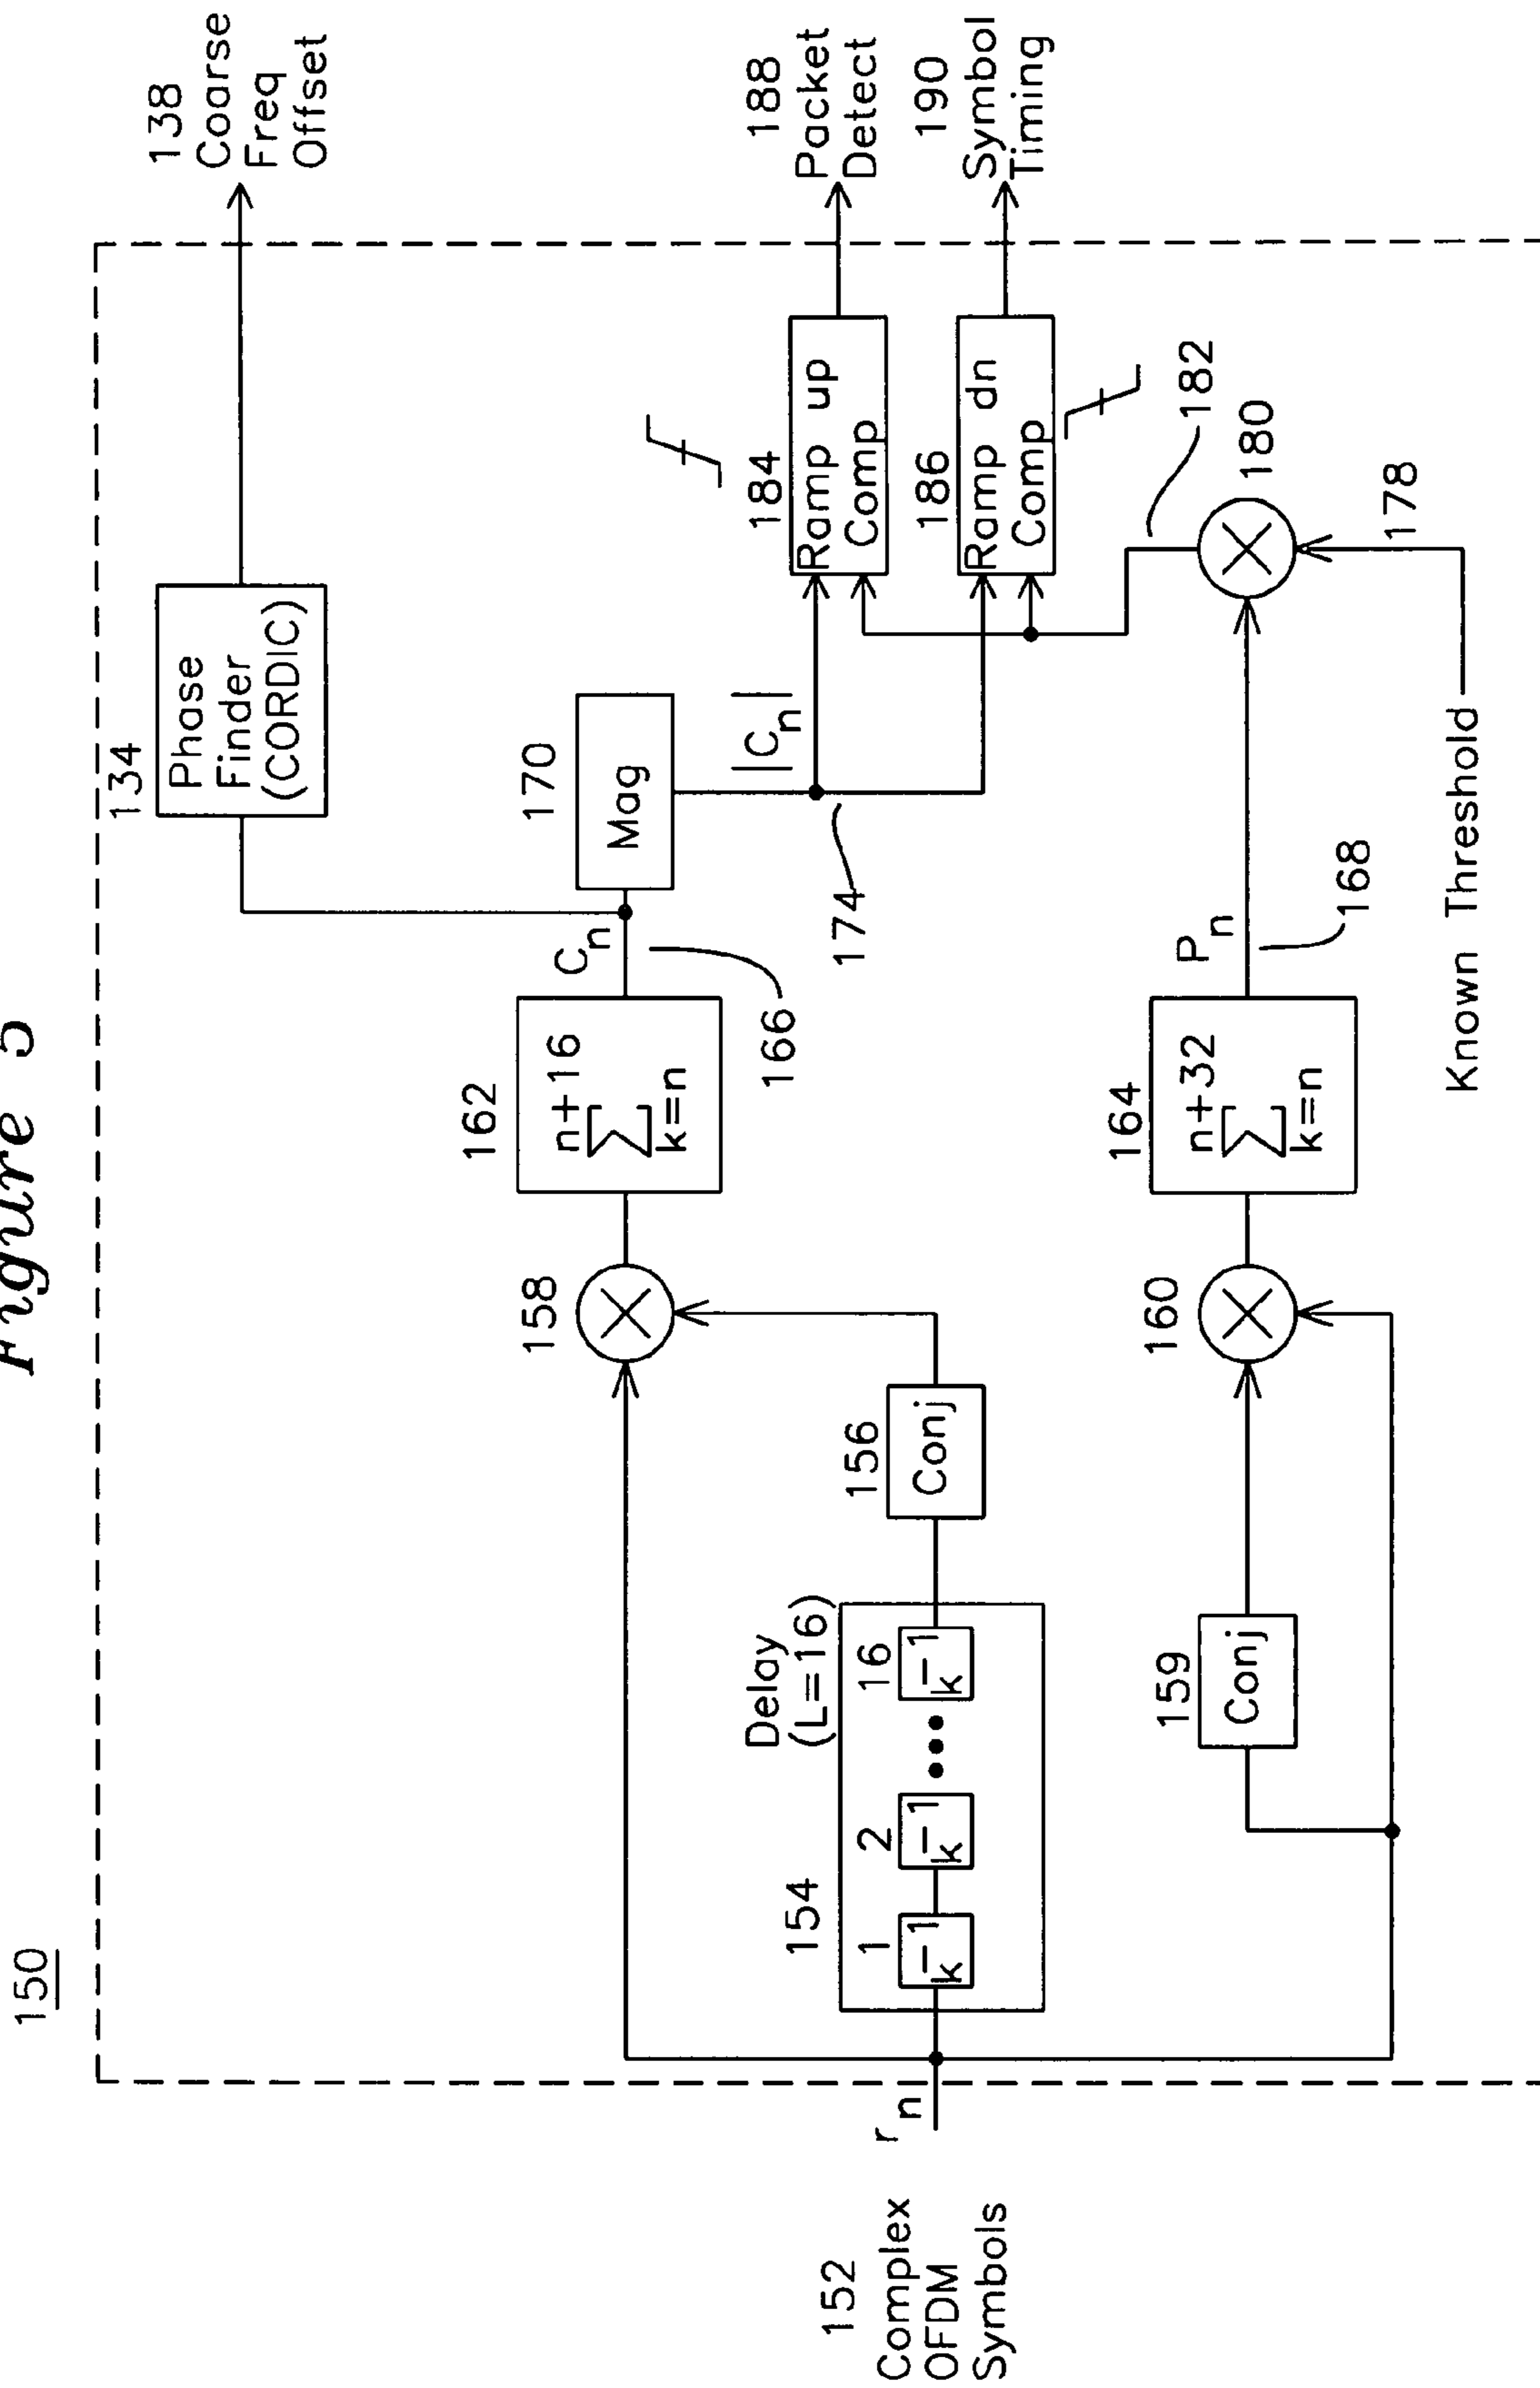 Figure 5
150
138
Coarse
Freq
Offset
134
Phase
Finder
(CORDIC)
188
Packet
Detect
190
Symbol
Timing
170
Mag
|Cn|
174
184
Ramp up
Comp
186
Ramp dn
Comp
182
180
178
Known Threshold
162
n+16
∑
k=n
Cn
166
164
n+32
∑
k=n
Pn
168
158
160
156
Conj
159
Conj
Delay
(L=16)
154
1
k⁻¹
2
k⁻¹
•••
16
k⁻¹
rn
152
Complex
OFDM
Symbols